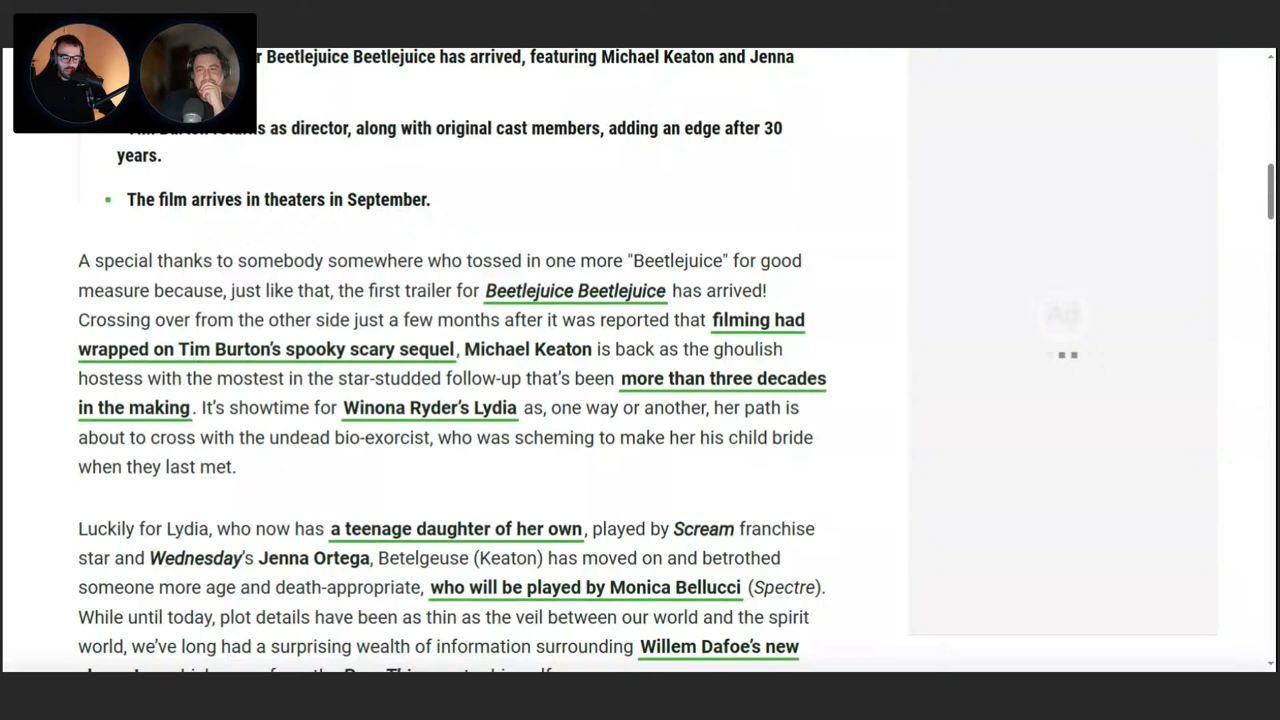 r Beetlejuice Beetlejuice has arrived, featuring Michael Keaton and Jenna
as director, along with original cast members, adding an edge after 30
years.
The film arrives in theaters in September.
A special thanks to somebody somewhere who tossed in one more "Beetlejuice" for good
measure because, just like that, the first trailer for Beetlejuice Beetlejuice has arrived!
Crossing over from the other side just a few months after it was reported that filming had
wrapped on Tim Burton's spooky scary sequel, Michael Keaton is back as the ghoulish
hostess with the mostest in the star-studded follow-up that's been more than three decades
in the making. It's showtime for Winona Ryder's Lydia as, one way or another, her path is
about to cross with the undead bio-exorcist, who was scheming to make her his child bride
when they last met.
Ad
Luckily for Lydia, who now has a teenage daughter of her own, played by Scream franchise
star and Wednesday's Jenna Ortega, Betelgeuse (Keaton) has moved on and betrothed
someone more age and death-appropriate, who will be played by Monica Bellucci (Spectre).
While until today, plot details have been as thin as the veil between our world and the spirit
world, we've long had a surprising wealth of information surrounding Willem Dafoe's new